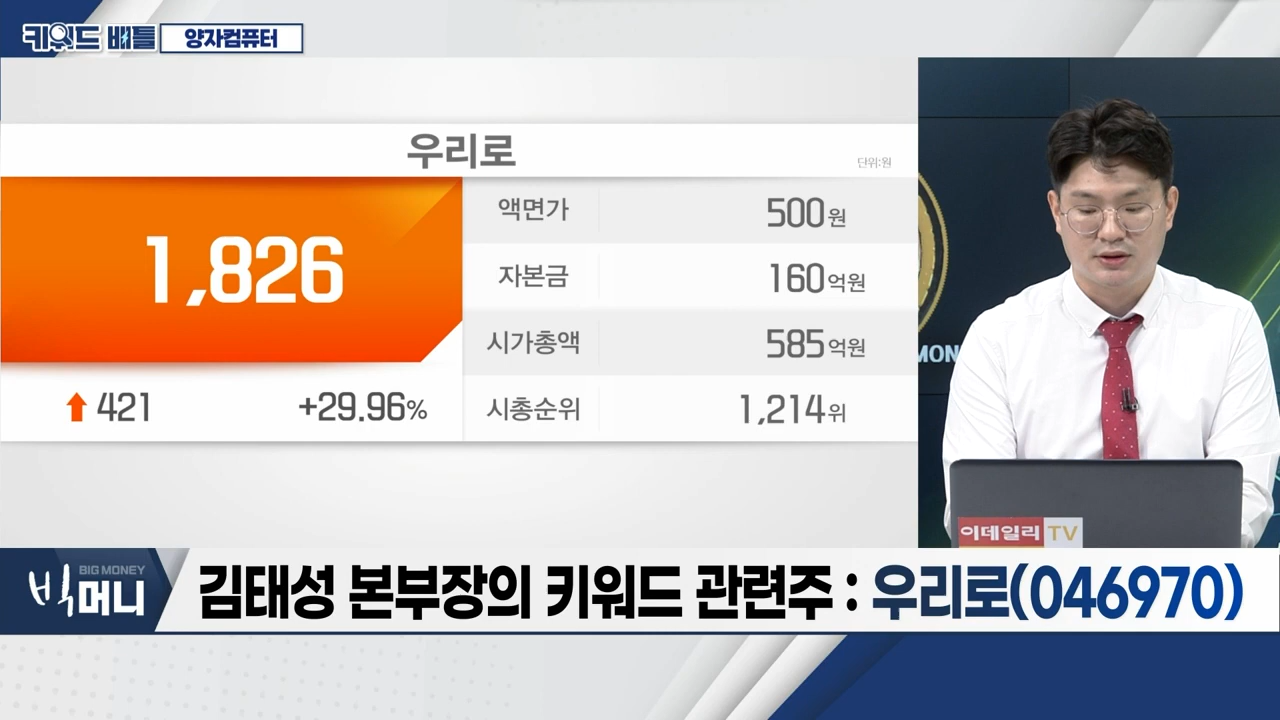 키워드 배틀 양자컴퓨터
우리로
단위:원
1,826
421 +29.96%
액면가 500원
자본금 160억원
시가총액 585억원
시총순위 1,214위
MON
이데일리TV
BIG MONEY
빅머니
김태성 본부장의 키워드 관련주 : 우리로(046970)